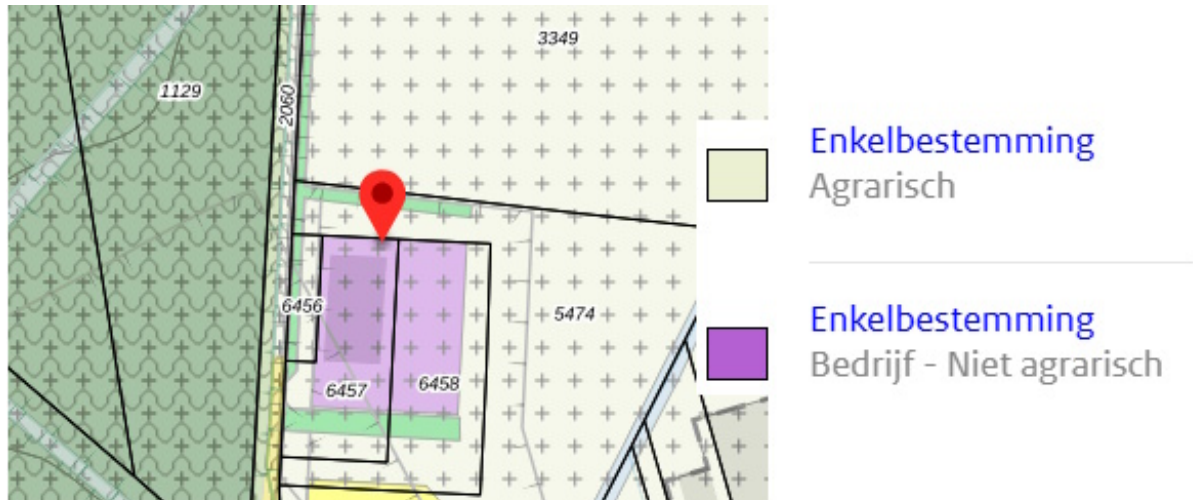 3349
1129
2060
6456
5474
6457
6458
Enkelbestemming
Agrarisch
Enkelbestemming
Bedrijf - Niet agrarisch